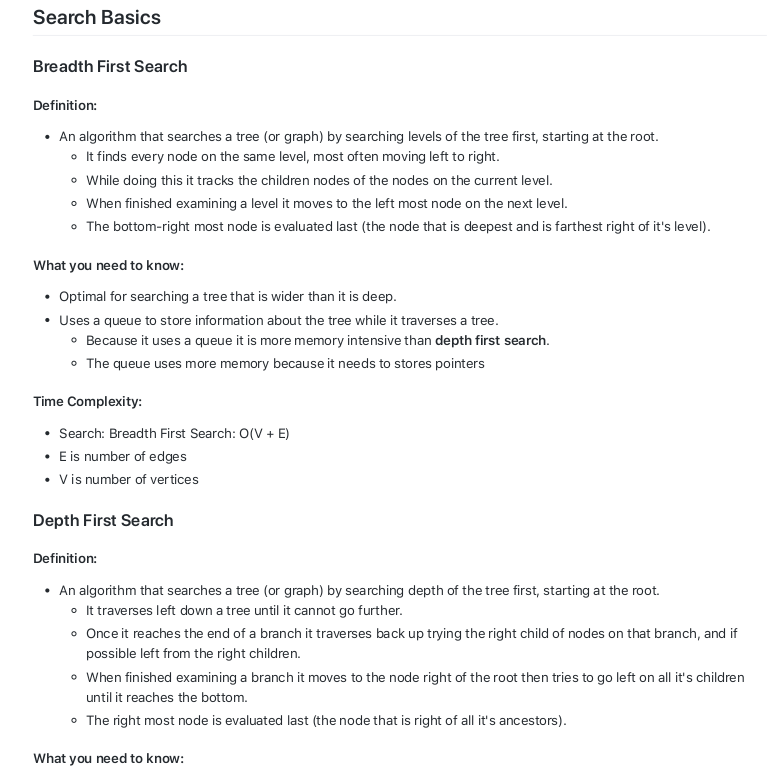 Search Basics
Breadth First Search
Definition:
• An algorithm that searches a tree (or graph) by searching levels of the tree first, starting at the root.
◦ It finds every node on the same level, most often moving left to right.
◦ While doing this it tracks the children nodes of the nodes on the current level.
◦ When finished examining a level it moves to the left most node on the next level.
◦ The bottom-right most node is evaluated last (the node that is deepest and is farthest right of it's level).
What you need to know:
• Optimal for searching a tree that is wider than it is deep.
• Uses a queue to store information about the tree while it traverses a tree.
◦ Because it uses a queue it is more memory intensive than depth first search.
◦ The queue uses more memory because it needs to stores pointers
Time Complexity:
• Search: Breadth First Search: O(V + E)
• E is number of edges
• V is number of vertices
Depth First Search
Definition:
• An algorithm that searches a tree (or graph) by searching depth of the tree first, starting at the root.
◦ It traverses left down a tree until it cannot go further.
◦ Once it reaches the end of a branch it traverses back up trying the right child of nodes on that branch, and if
possible left from the right children.
◦ When finished examining a branch it moves to the node right of the root then tries to go left on all it's children
until it reaches the bottom.
◦ The right most node is evaluated last (the node that is right of all it's ancestors).
What you need to know: